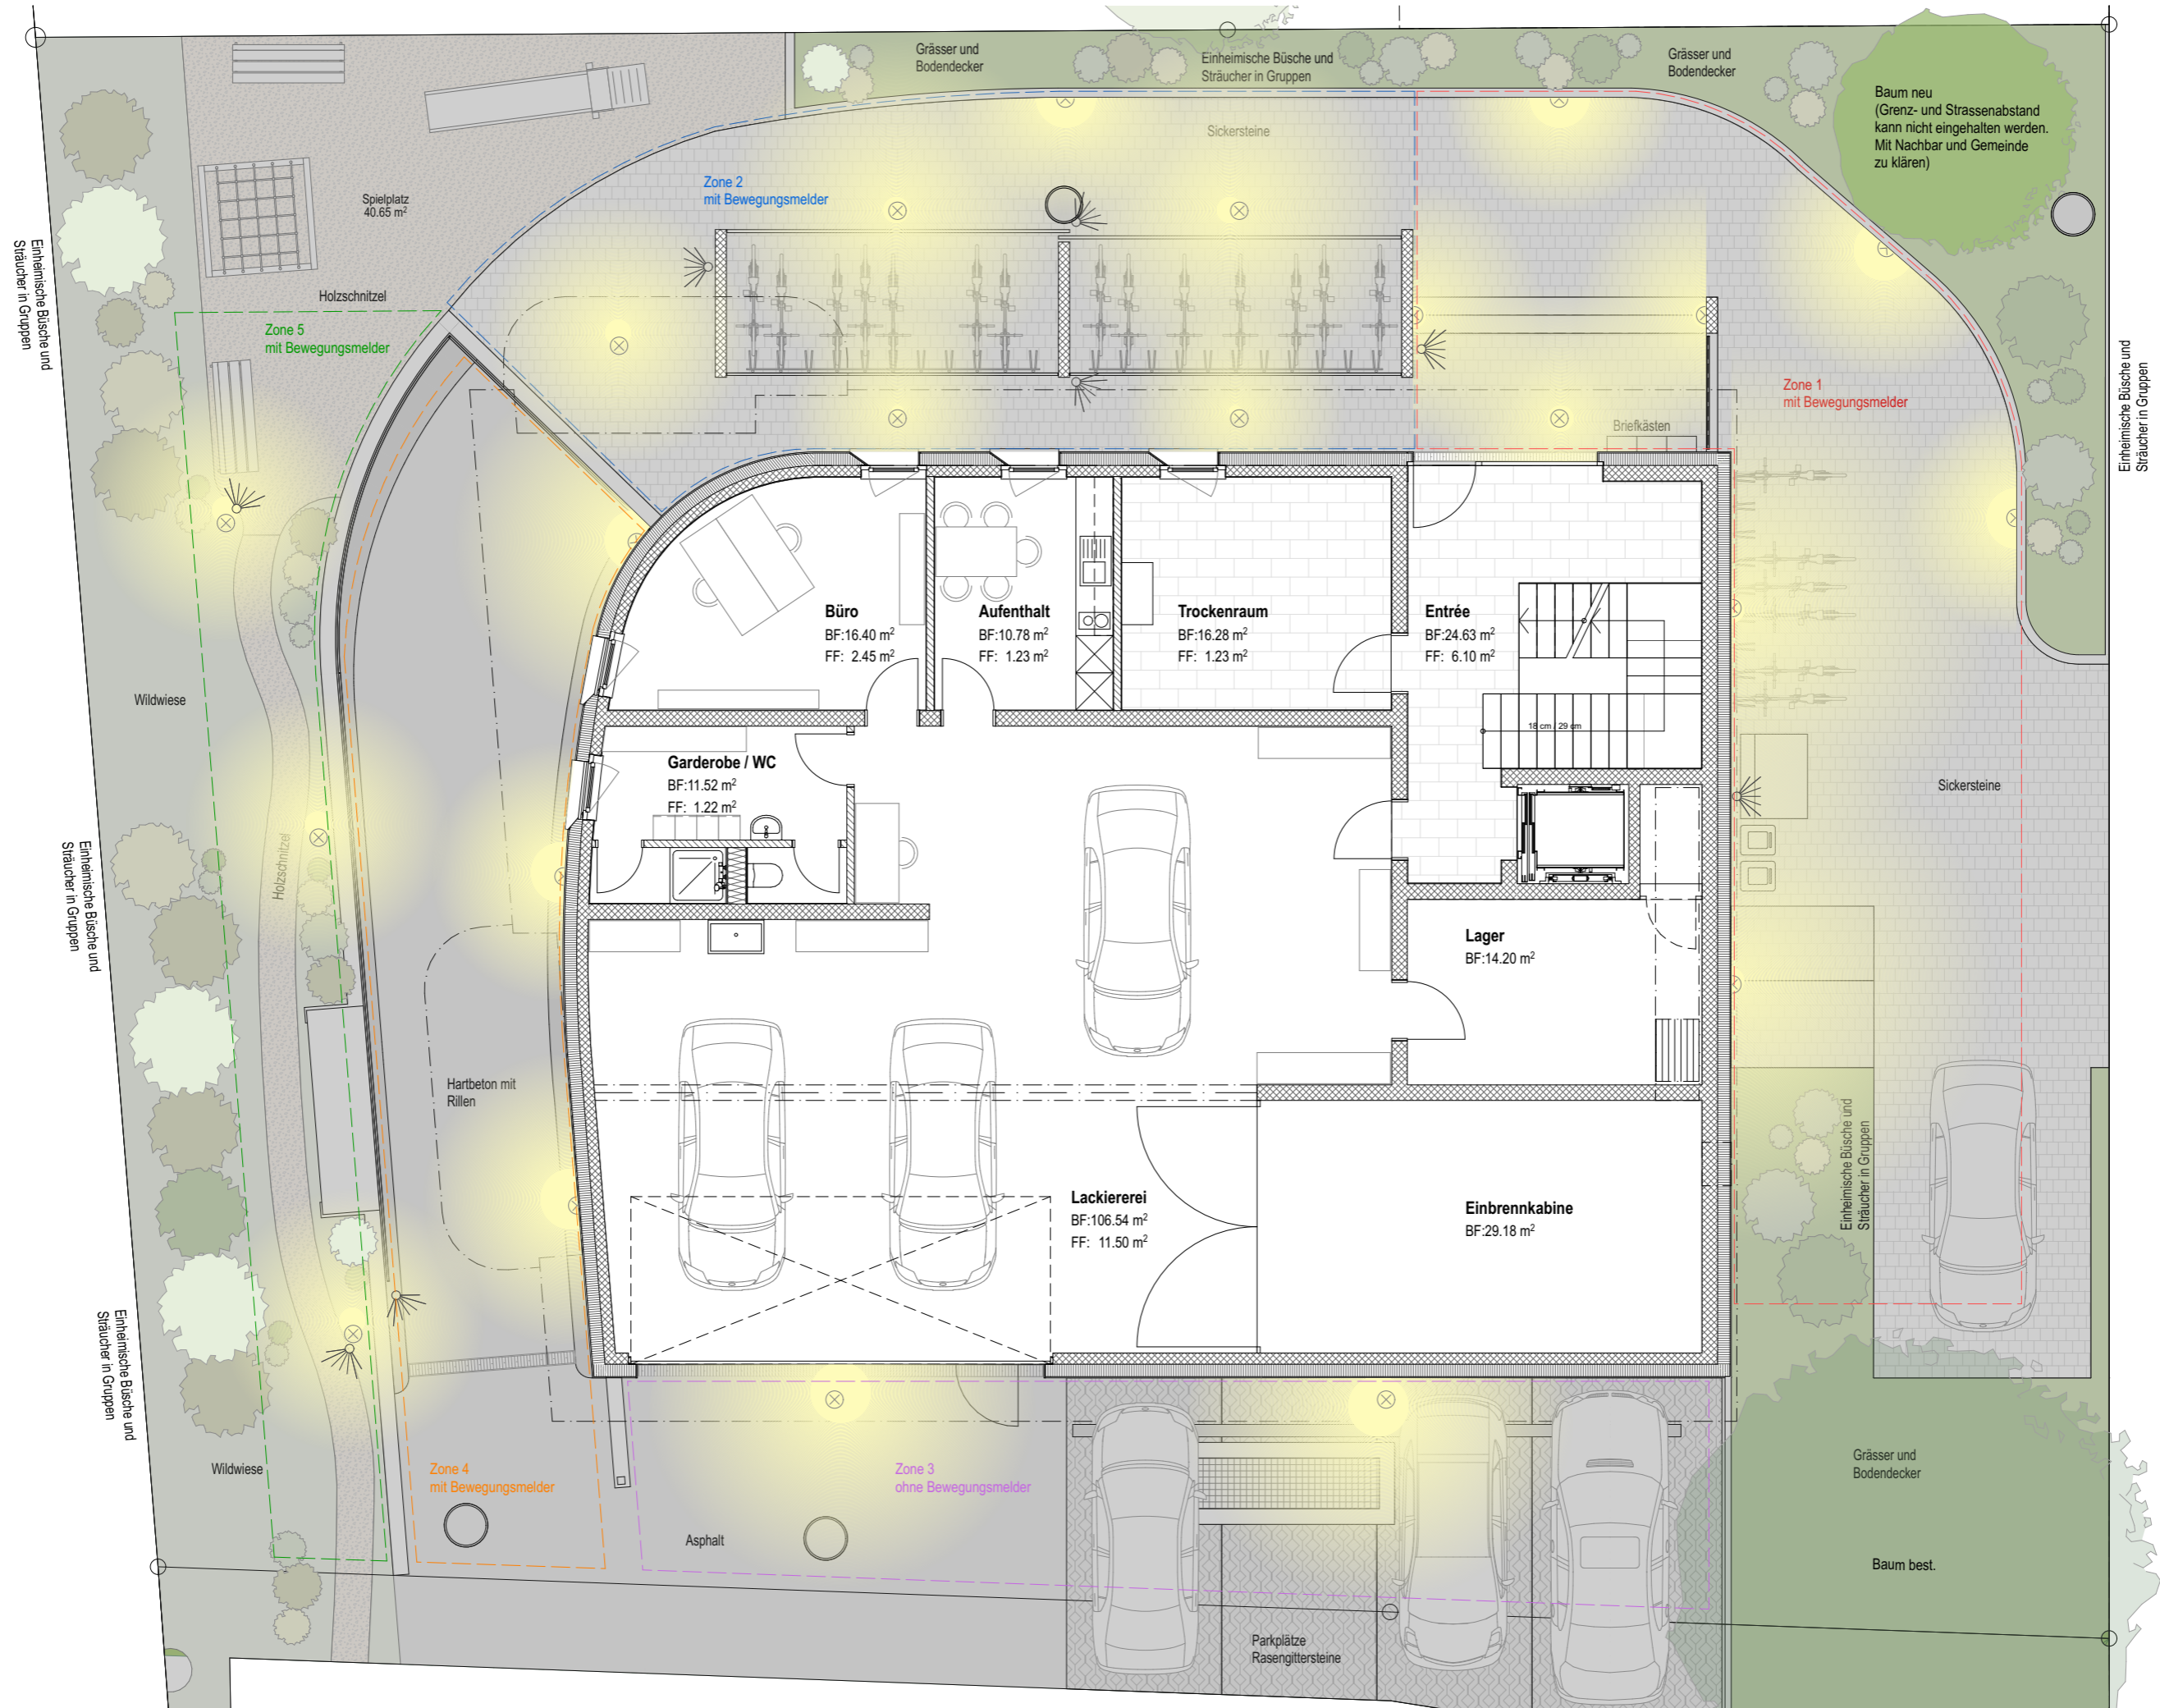 Grässer und
Bodendecker
Einheimische Büsche und
Sträucher in Gruppen
Grässer und
Bodendecker
Baum neu
(Grenz- und Strassenabstand
kann nicht eingehalten werden.
Mit Nachbar und Gemeinde
zu klären)
Sickersteine
Zone 2
mit Bewegungsmelder
Spielplatz
40.65 m²
Einheimische Büsche und
Sträucher in Gruppen
Holzschnitzel
Zone 5
mit Bewegungsmelder
Zone 1
mit Bewegungsmelder
Briefkästen
Einheimische Büsche und
Sträucher in Gruppen
Büro
BF:16.40 m²
FF: 2.45 m²
Aufenthalt
BF:10.78 m²
FF: 1.23 m²
Trockenraum
BF:16.28 m²
FF: 1.23 m²
Entrée
BF:24.63 m²
FF: 6.10 m²
18 cm / 29 cm
Wildwiese
Garderobe / WC
BF:11.52 m²
FF: 1.22 m²
Sickersteine
Holzschnitzel
Einheimische Büsche und
Sträucher in Gruppen
Lager
BF:14.20 m²
Hartbeton mit
Rillen
Einheimische Büsche und
Sträucher in Gruppen
Lackiererei
BF:106.54 m²
FF: 11.50 m²
Einbrennkabine
BF:29.18 m²
Einheimische Büsche und
Sträucher in Gruppen
Wildwiese
Zone 4
mit Bewegungsmelder
Zone 3
ohne Bewegungsmelder
Grässer und
Bodendecker
Asphalt
Baum best.
Parkplätze
Rasengittersteine